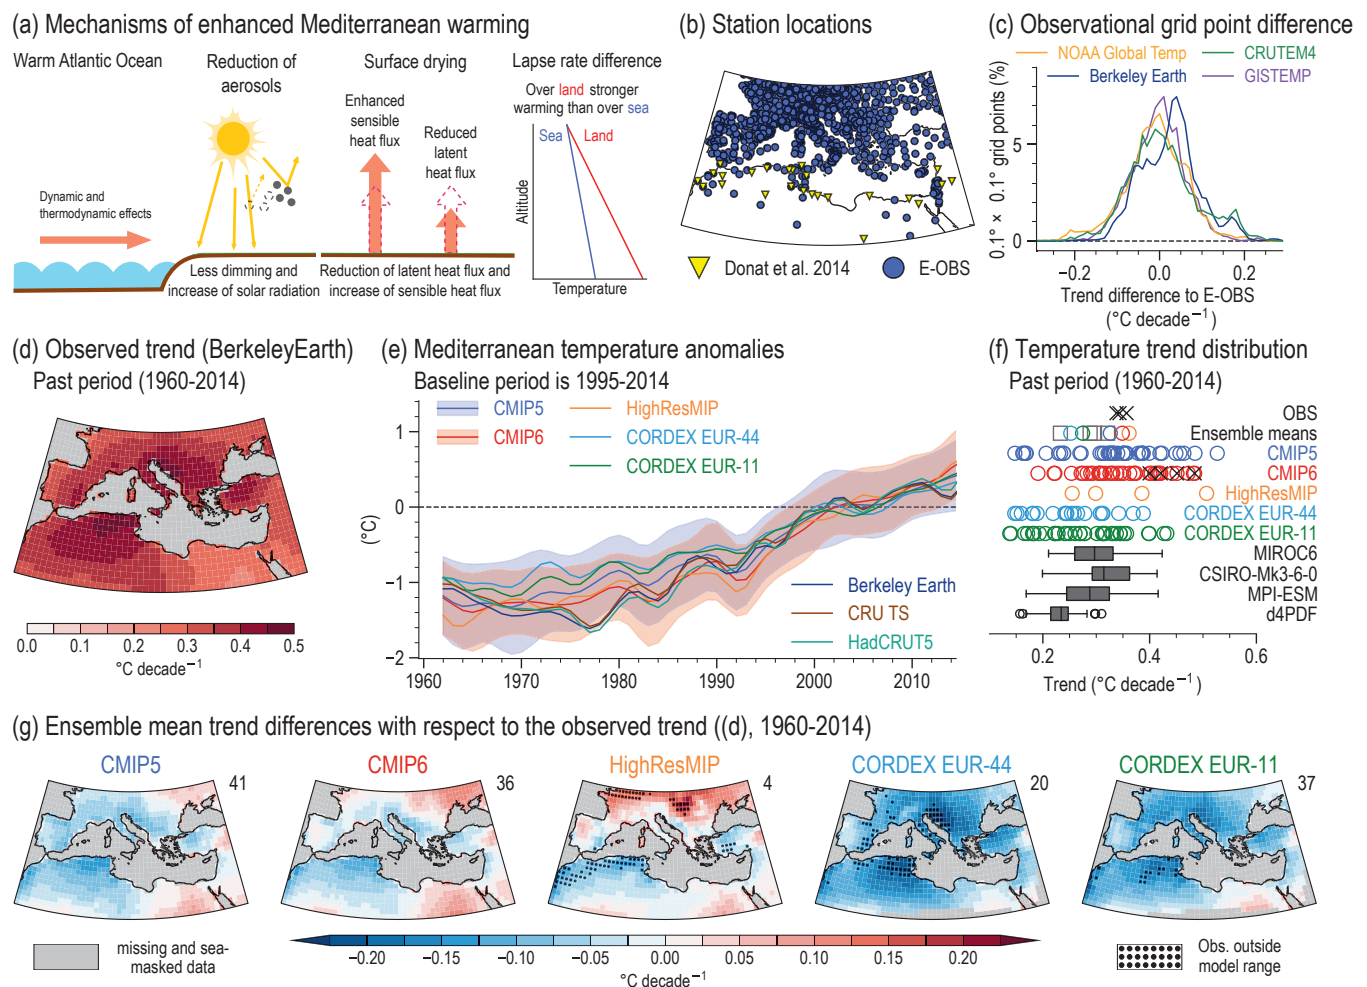 (a) Mechanisms of enhanced Mediterranean warming
Warm Atlantic Ocean
Reduction of
aerosols
Surface drying
Lapse rate difference
Dynamic and
thermodynamic effects
Enhanced
sensible
heat flux
Reduced
latent
heat flux
Over land stronger
warming than over sea
Sea
Land
Altitude
Temperature
Less dimming and
increase of solar radiation
Reduction of latent heat flux and
increase of sensible heat flux
(b) Station locations
Donat et al. 2014
E-OBS
(c) Observational grid point difference
NOAA Global Temp
CRUTEM4
Berkeley Earth
GISTEMP
0.1° × 0.1° grid points (%)
5
0
−0.2
0.0
0.2
Trend difference to E-OBS
(°C decade−1)
(d) Observed trend (BerkeleyEarth)
Past period (1960-2014)
0.0
0.1
0.2
0.3
0.4
0.5
°C decade−1
(e) Mediterranean temperature anomalies
Baseline period is 1995-2014
CMIP5
HighResMIP
CMIP6
CORDEX EUR-44
CORDEX EUR-11
(°C)
1
0
−1
−2
Berkeley Earth
CRU TS
HadCRUT5
1960
1970
1980
1990
2000
2010
(f) Temperature trend distribution
Past period (1960-2014)
OBS
Ensemble means
CMIP5
CMIP6
HighResMIP
CORDEX EUR-44
CORDEX EUR-11
MIROC6
CSIRO-Mk3-6-0
MPI-ESM
d4PDF
0.2
0.4
0.6
Trend (°C decade−1)
(g) Ensemble mean trend differences with respect to the observed trend ((d), 1960-2014)
CMIP5
41
CMIP6
36
HighResMIP
4
CORDEX EUR-44
20
CORDEX EUR-11
37
missing and sea-
masked data
−0.20
−0.15
−0.10
−0.05
0.00
0.05
0.10
0.15
0.20
°C decade−1
Obs. outside
model range